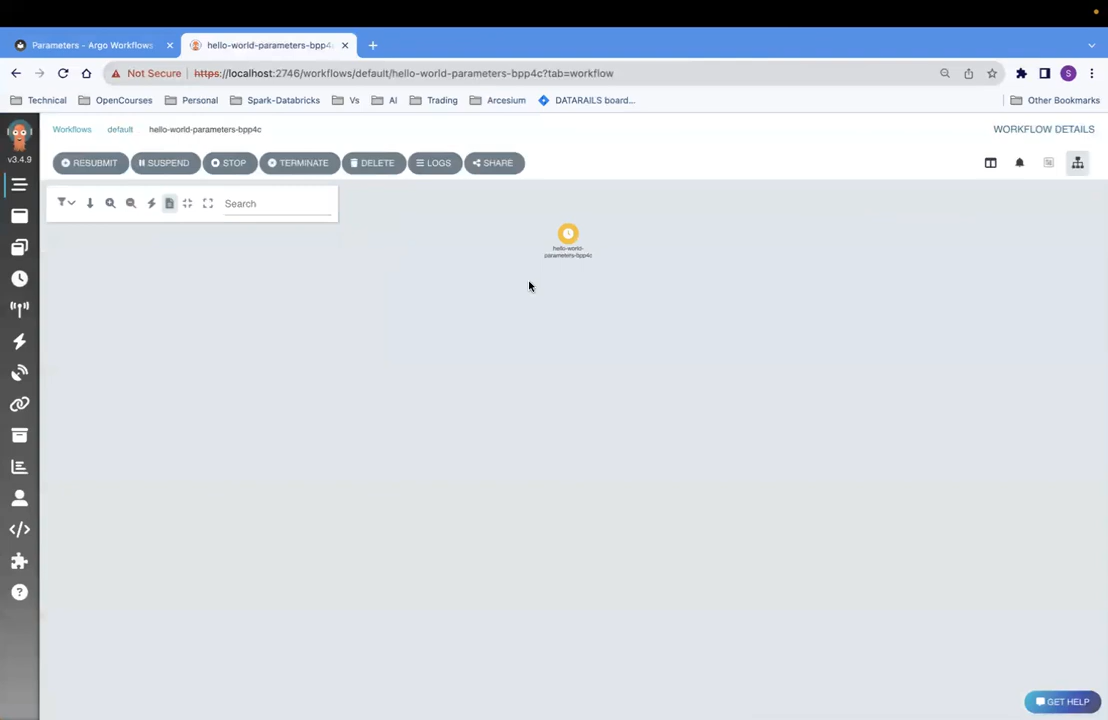 Parameters - Argo Workflows
hello-world-parameters-bpp4c
Not Secure https://localhost:2746/workflows/default/hello-world-parameters-bpp4c?tab=workflow
S
Technical OpenCourses Personal Spark-Databricks Vs AI Trading Arcesium DATARAILS board... Other Bookmarks
v3.4.9
Workflows default hello-world-parameters-bpp4c WORKFLOW DETAILS
RESUBMIT SUSPEND STOP TERMINATE DELETE LOGS SHARE
Search
hello-world-
parameters-bpp4c
GET HELP